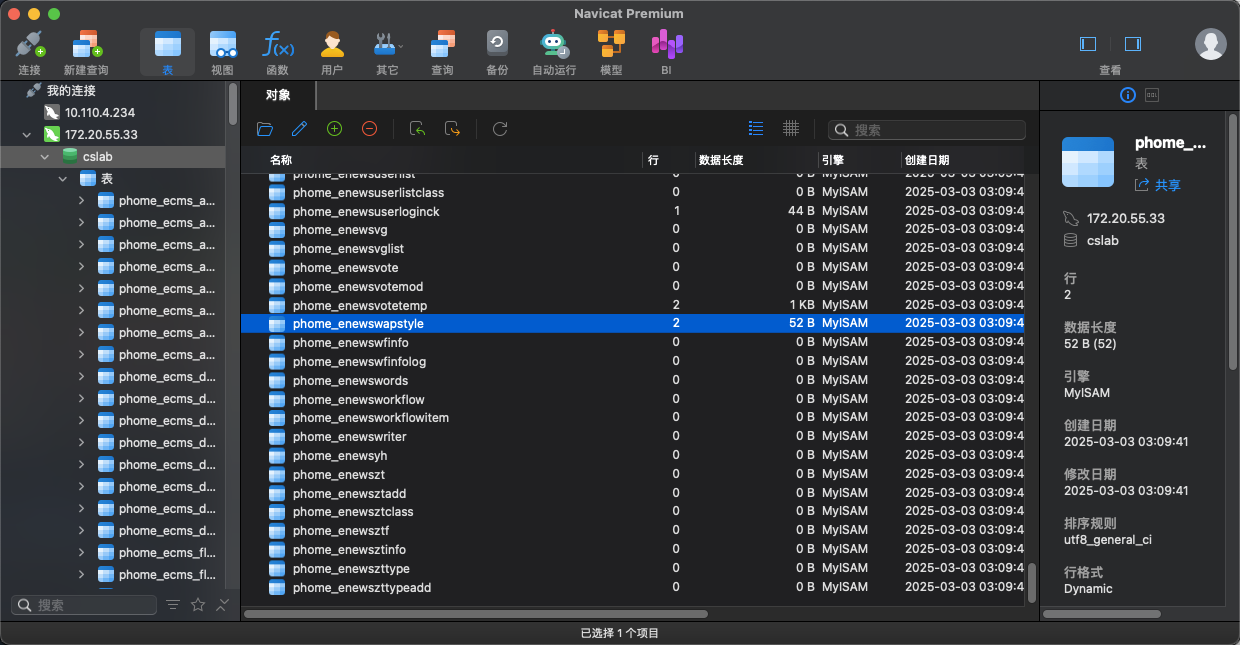 Navicat Premium
连接
新建查询
表
视图
f(x)
函数
用户
其它
查询
备份
自动运行
模型
BI
查看
我的连接
10.110.4.234
172.20.55.33
cslab
表
phome_ecms_a...
phome_ecms_a...
phome_ecms_a...
phome_ecms_a...
phome_ecms_a...
phome_ecms_a...
phome_ecms_a...
phome_ecms_a...
phome_ecms_d...
phome_ecms_d...
phome_ecms_d...
phome_ecms_d...
phome_ecms_d...
phome_ecms_d...
phome_ecms_d...
phome_ecms_d...
phome_ecms_fl...
phome_ecms_fl...
搜索
对象
搜索
名称 行 数据长度 引擎 创建日期
phome_enewsuserlist 0 0 B MyISAM 2025-03-03 03:09:4
phome_enewsuserlistclass 0 0 B MyISAM 2025-03-03 03:09:4
phome_enewsuserloginck 1 44 B MyISAM 2025-03-03 03:09:4
phome_enewsvg 0 0 B MyISAM 2025-03-03 03:09:4
phome_enewsvglist 0 0 B MyISAM 2025-03-03 03:09:4
phome_enewsvote 0 0 B MyISAM 2025-03-03 03:09:4
phome_enewsvotemod 0 0 B MyISAM 2025-03-03 03:09:4
phome_enewsvotetemp 2 1 KB MyISAM 2025-03-03 03:09:4
phome_enewswapstyle 2 52 B MyISAM 2025-03-03 03:09:4
phome_enewswfinfo 0 0 B MyISAM 2025-03-03 03:09:4
phome_enewswfinfolog 0 0 B MyISAM 2025-03-03 03:09:4
phome_enewswords 0 0 B MyISAM 2025-03-03 03:09:4
phome_enewsworkflow 0 0 B MyISAM 2025-03-03 03:09:4
phome_enewsworkflowitem 0 0 B MyISAM 2025-03-03 03:09:4
phome_enewswriter 0 0 B MyISAM 2025-03-03 03:09:4
phome_enewsyh 0 0 B MyISAM 2025-03-03 03:09:4
phome_enewszt 0 0 B MyISAM 2025-03-03 03:09:4
phome_enewsztadd 0 0 B MyISAM 2025-03-03 03:09:4
phome_enewsztclass 0 0 B MyISAM 2025-03-03 03:09:4
phome_enewsztf 0 0 B MyISAM 2025-03-03 03:09:4
phome_enewsztinfo 0 0 B MyISAM 2025-03-03 03:09:4
phome_enewszttype 0 0 B MyISAM 2025-03-03 03:09:4
phome_enewszttypeadd 0 0 B MyISAM 2025-03-03 03:09:4
phome_...
表
共享
172.20.55.33
cslab
行
2
数据长度
52 B (52)
引擎
MyISAM
创建日期
2025-03-03 03:09:41
修改日期
2025-03-03 03:09:41
排序规则
utf8_general_ci
行格式
Dynamic
已选择 1 个项目